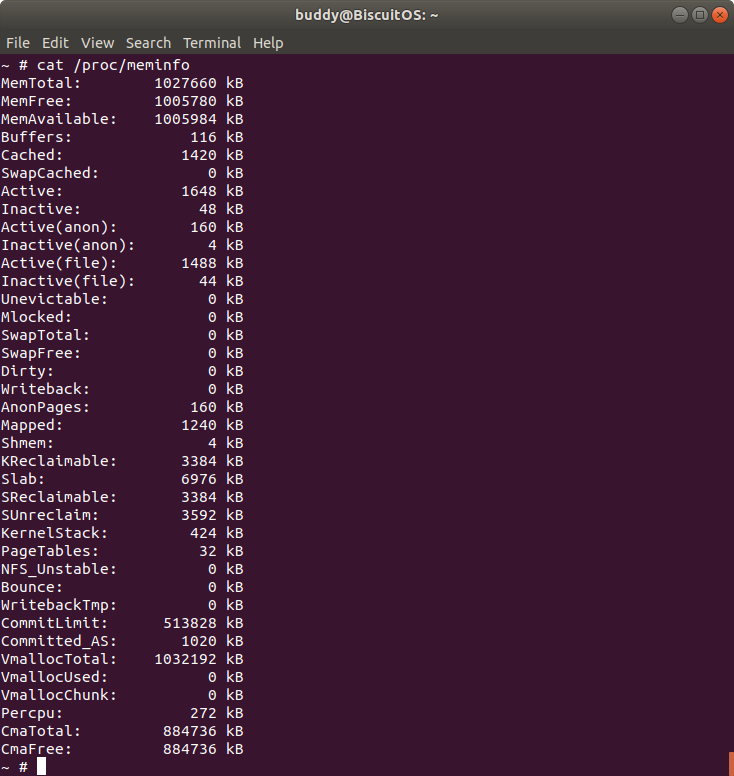 buddy@BiscuitOS: ~
File Edit View Search Terminal Help
~ # cat /proc/meminfo
MemTotal:        1027660 kB
MemFree:         1005780 kB
MemAvailable:    1005984 kB
Buffers:             116 kB
Cached:             1420 kB
SwapCached:            0 kB
Active:             1648 kB
Inactive:             48 kB
Active(anon):        160 kB
Inactive(anon):        4 kB
Active(file):       1488 kB
Inactive(file):       44 kB
Unevictable:           0 kB
Mlocked:               0 kB
SwapTotal:             0 kB
SwapFree:              0 kB
Dirty:                 0 kB
Writeback:             0 kB
AnonPages:           160 kB
Mapped:             1240 kB
Shmem:                 4 kB
KReclaimable:       3384 kB
Slab:               6976 kB
SReclaimable:       3384 kB
SUnreclaim:         3592 kB
KernelStack:         424 kB
PageTables:           32 kB
NFS_Unstable:          0 kB
Bounce:                0 kB
WritebackTmp:          0 kB
CommitLimit:      513828 kB
Committed_AS:       1020 kB
VmallocTotal:    1032192 kB
VmallocUsed:           0 kB
VmallocChunk:          0 kB
Percpu:              272 kB
CmaTotal:         884736 kB
CmaFree:          884736 kB
~ #